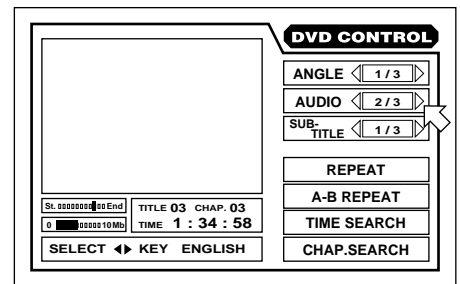 DVD CONTROL
ANGLE 1 / 3
AUDIO 2 / 3
SUB-
TITLE 1 / 3
REPEAT
A-B REPEAT
TIME SEARCH
CHAP.SEARCH
St. End
0 10Mb
TITLE 03 CHAP. 03
TIME 1 : 34 : 58
SELECT ◀▶ KEY ENGLISH